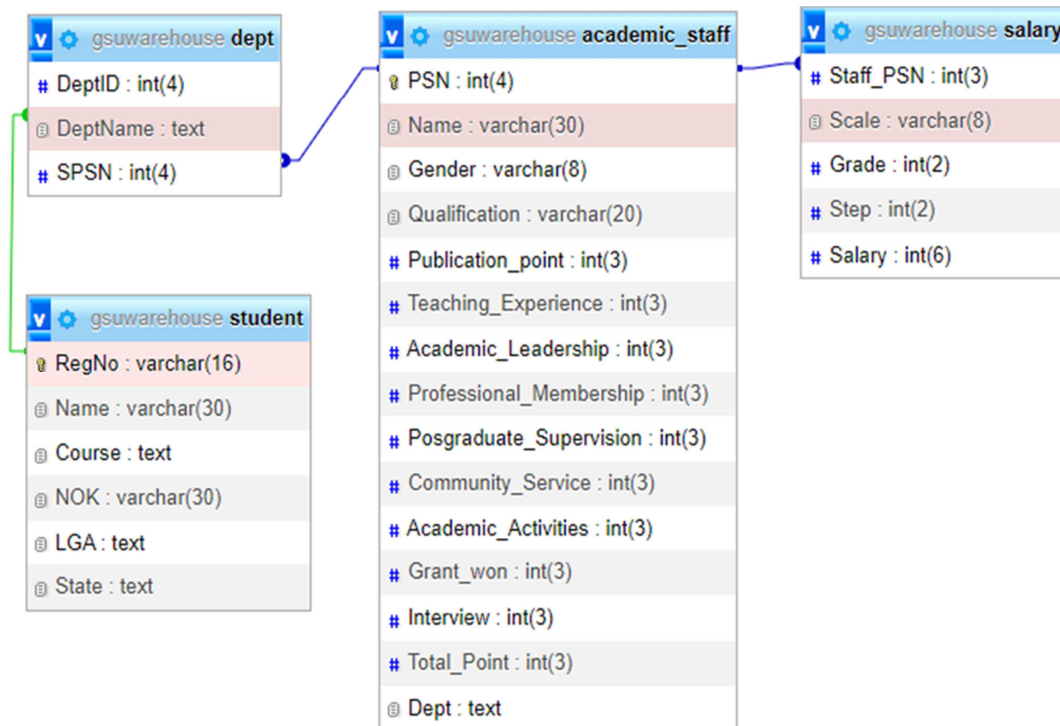 gsuwarehouse dept
DeptID : int(4)
DeptName : text
SPSN : int(4)
gsuwarehouse student
RegNo : varchar(16)
Name : varchar(30)
Course : text
NOK : varchar(30)
LGA : text
State : text
gsuwarehouse academic_staff
PSN : int(4)
Name : varchar(30)
Gender : varchar(8)
Qualification : varchar(20)
Publication_point : int(3)
Teaching_Experience : int(3)
Academic_Leadership : int(3)
Professional_Membership : int(3)
Posgraduate_Supervision : int(3)
Community_Service : int(3)
Academic_Activities : int(3)
Grant_won : int(3)
Interview : int(3)
Total_Point : int(3)
Dept : text
gsuwarehouse salary
Staff_PSN : int(3)
Scale : varchar(8)
Grade : int(2)
Step : int(2)
Salary : int(6)